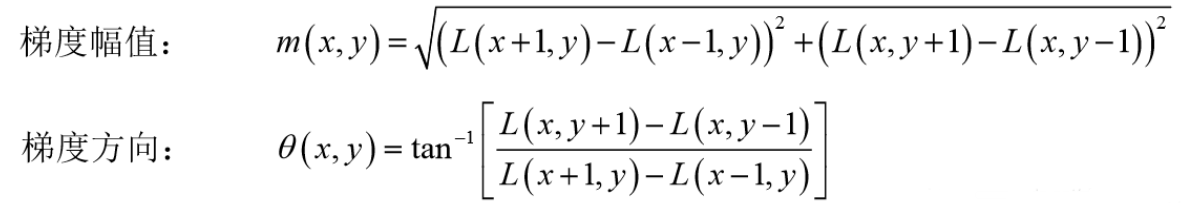 梯度幅值： m(x,y)=√((L(x+1,y)−L(x−1,y))²+(L(x,y+1)−L(x,y−1))²)
梯度方向： θ(x,y)=tan⁻¹[(L(x,y+1)−L(x,y−1))/(L(x+1,y)−L(x−1,y))]